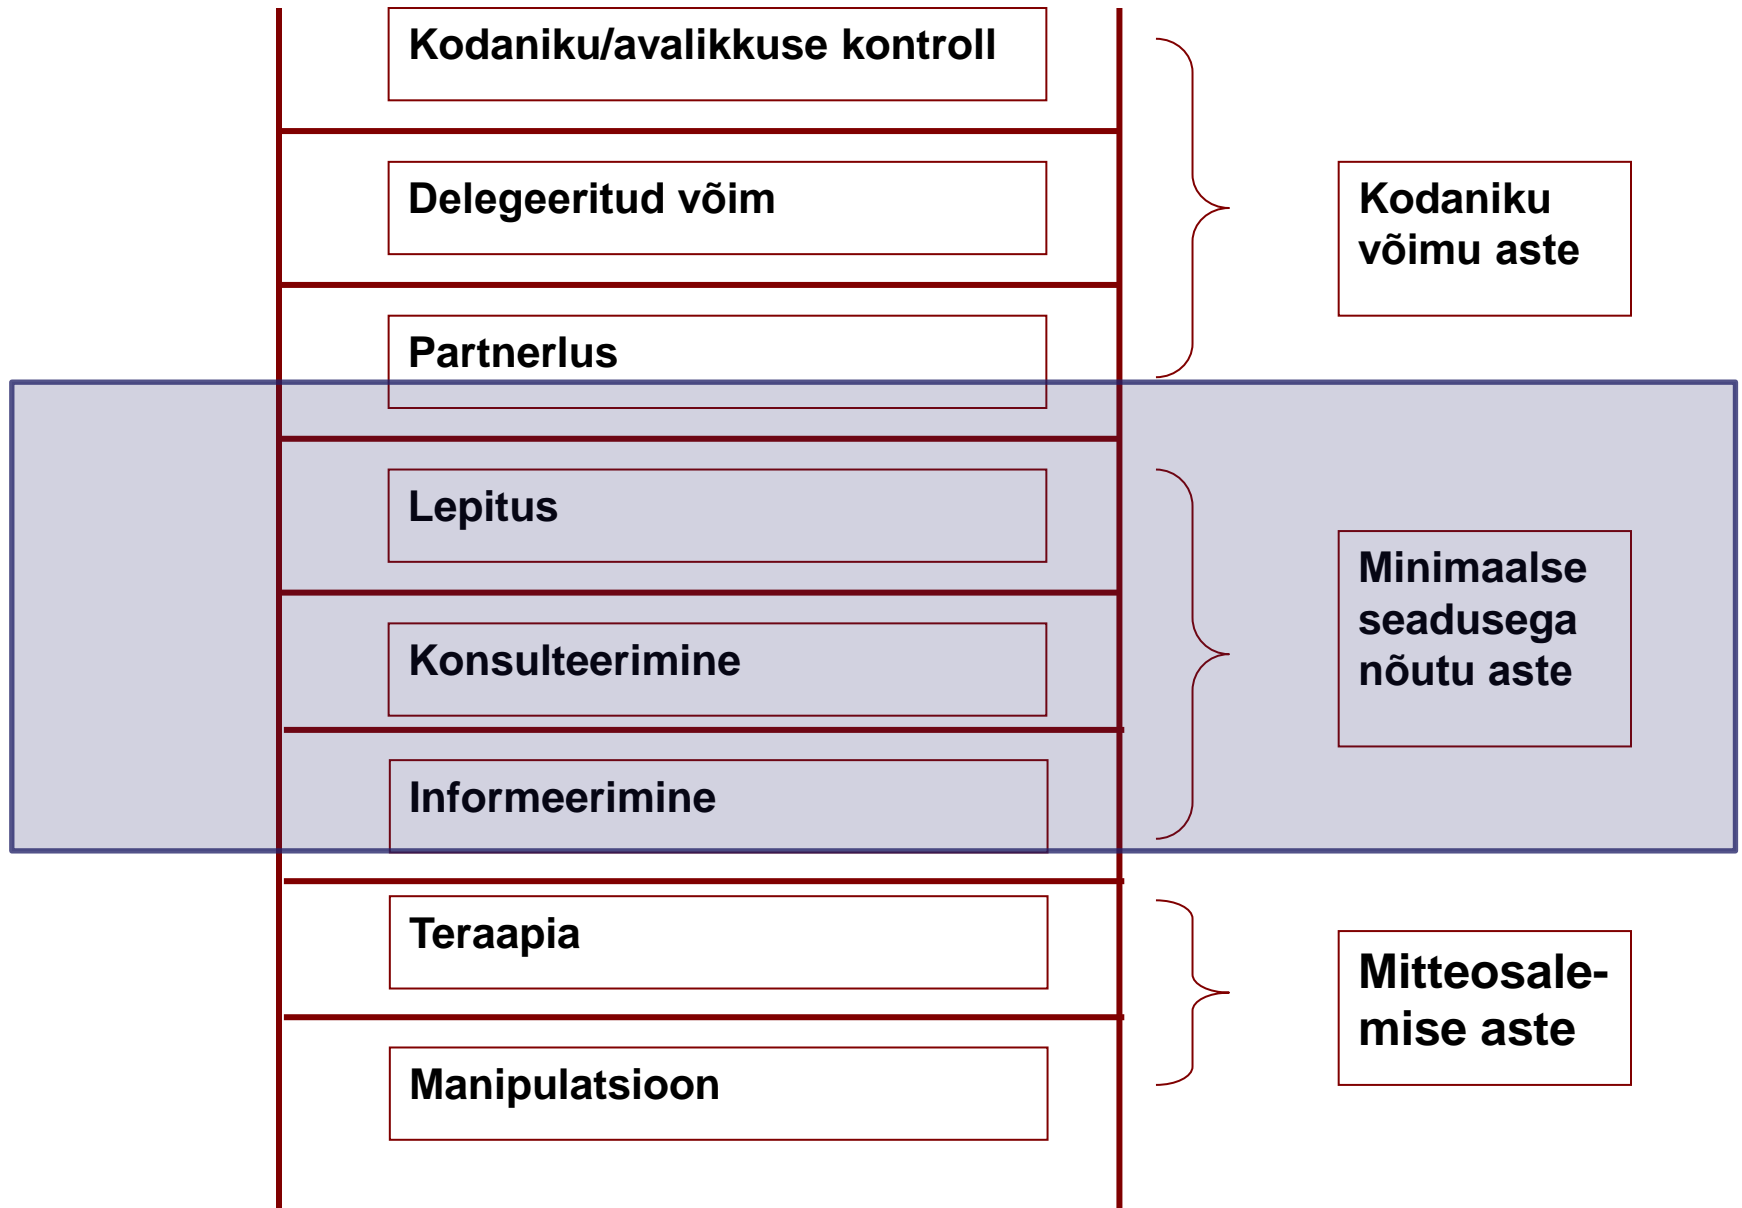 Kodaniku/avalikkuse kontroll
Delegeeritud võim
Partnerlus
Kodaniku
võimu aste
Lepitus
Konsulteerimine
Informeerimine
Minimaalse
seadusega
nõutu aste
Teraapia
Manipulatsioon
Mitteosale-
mise aste